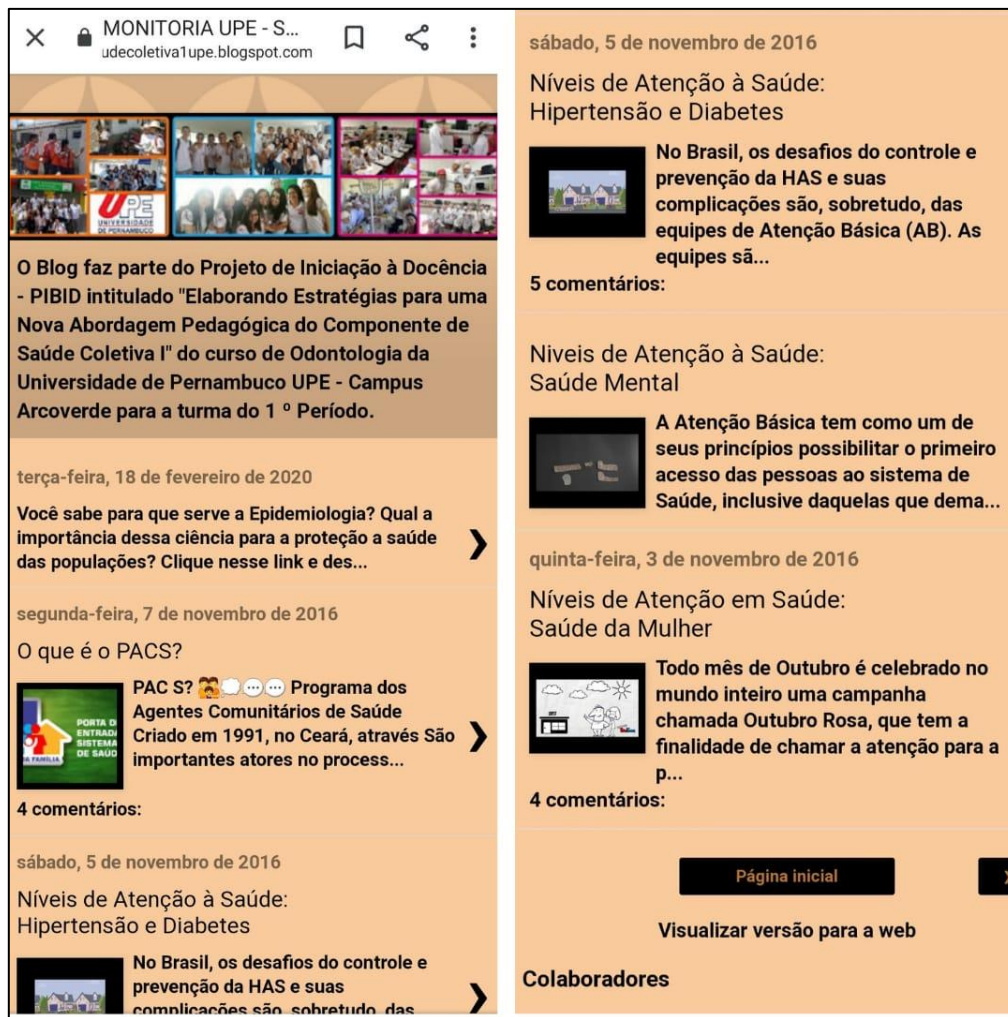 MONITORIA UPE - S...
udecoletiva1upe.blogspot.com
UPE
UNIVERSIDADE
DE PERNAMBUCO
O Blog faz parte do Projeto de Iniciação à Docência
- PIBID intitulado "Elaborando Estratégias para uma
Nova Abordagem Pedagógica do Componente de
Saúde Coletiva I" do curso de Odontologia da
Universidade de Pernambuco UPE - Campus
Arcoverde para a turma do 1 º Período.
terça-feira, 18 de fevereiro de 2020
Você sabe para que serve a Epidemiologia? Qual a
importância dessa ciência para a proteção a saúde
das populações? Clique nesse link e des...
segunda-feira, 7 de novembro de 2016
O que é o PACS?
PAC S? 🙇💭💬💬 Programa dos
Agentes Comunitários de Saúde
Criado em 1991, no Ceará, através São
importantes atores no process...
PORTA D
ENTRADA
SISTEMA
DE SAÚD
DA FAMÍLIA
4 comentários:
sábado, 5 de novembro de 2016
Níveis de Atenção à Saúde:
Hipertensão e Diabetes
No Brasil, os desafios do controle e
prevenção da HAS e suas
complicações são, sobretudo, das
sábado, 5 de novembro de 2016
Níveis de Atenção à Saúde:
Hipertensão e Diabetes
No Brasil, os desafios do controle e
prevenção da HAS e suas
complicações são, sobretudo, das
equipes de Atenção Básica (AB). As
equipes sã...
5 comentários:
Niveis de Atenção à Saúde:
Saúde Mental
A Atenção Básica tem como um de
seus princípios possibilitar o primeiro
acesso das pessoas ao sistema de
Saúde, inclusive daquelas que dema...
quinta-feira, 3 de novembro de 2016
Níveis de Atenção em Saúde:
Saúde da Mulher
Todo mês de Outubro é celebrado no
mundo inteiro uma campanha
chamada Outubro Rosa, que tem a
finalidade de chamar a atenção para a
p...
4 comentários:
Página inicial
Visualizar versão para a web
Colaboradores